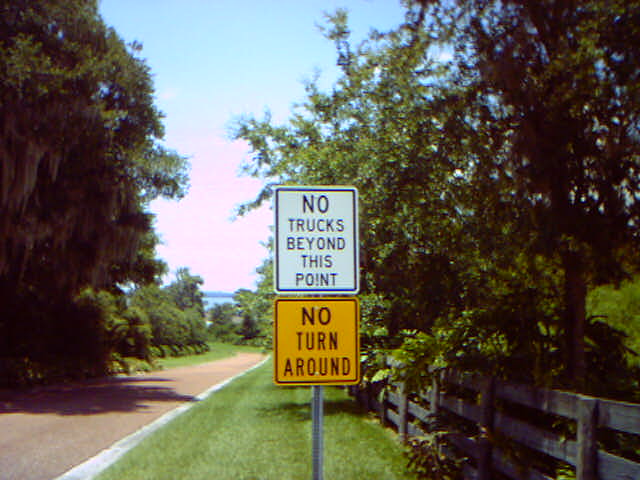 NO
TRUCKS
BEYOND
THIS
POINT
NO
TURN
AROUND